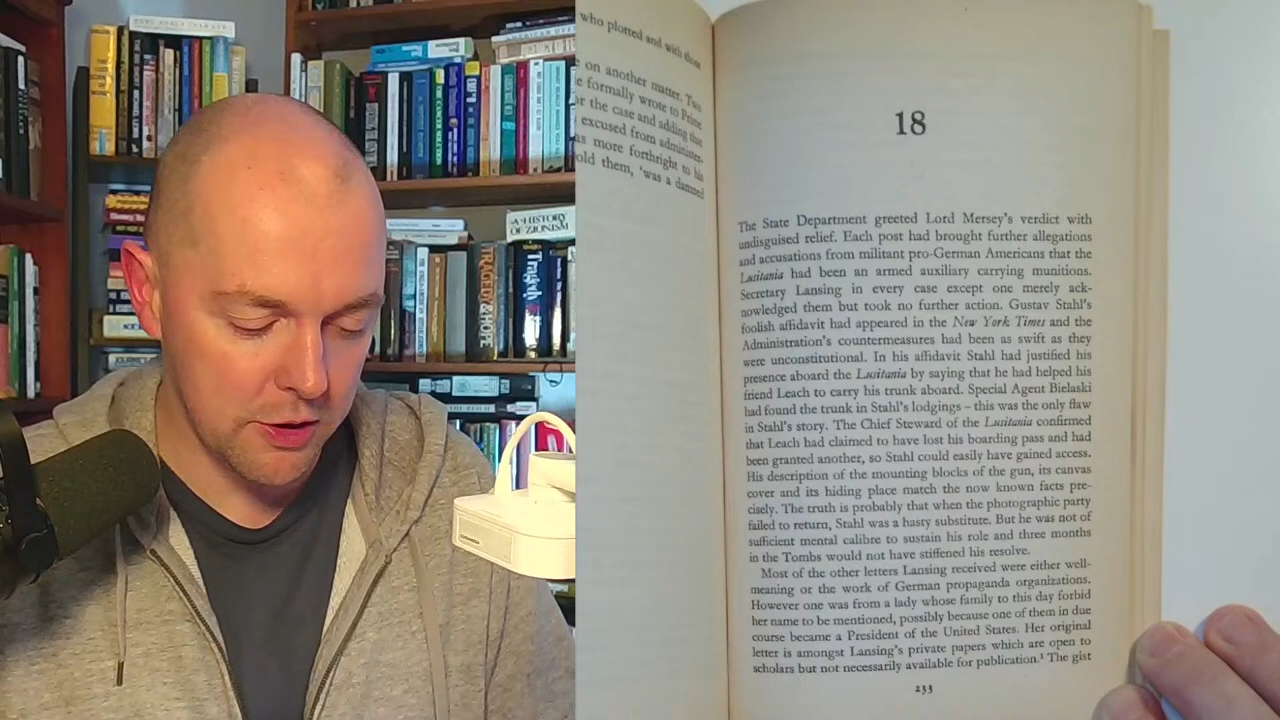 A HISTORY
OF ZIONISM
TRAGEDY & HOPE
who plotted and with those
on another matter. Two
formally wrote to Prime
or the case and adding that
excused from administer-
as more forthright to his
old them, 'was a damned
18
The State Department greeted Lord Mersey's verdict with
undisguised relief. Each post had brought further allegations
and accusations from militant pro-German Americans that the
Lusitania had been an armed auxiliary carrying munitions.
Secretary Lansing in every case except one merely ack-
nowledged them but took no further action. Gustav Stahl's
foolish affidavit had appeared in the New York Times and the
Administration's countermeasures had been as swift as they
were unconstitutional. In his affidavit Stahl had justified his
presence aboard the Lusitania by saying that he had helped his
friend Leach to carry his trunk aboard. Special Agent Bielaski
had found the trunk in Stahl's lodgings – this was the only flaw
in Stahl's story. The Chief Steward of the Lusitania confirmed
that Leach had claimed to have lost his boarding pass and had
been granted another, so Stahl could easily have gained access.
His description of the mounting blocks of the gun, its canvas
cover and its hiding place match the now known facts pre-
cisely. The truth is probably that when the photographic party
failed to return, Stahl was a hasty substitute. But he was not of
sufficient mental calibre to sustain his role and three months
in the Tombs would not have stiffened his resolve.
Most of the other letters Lansing received were either well-
meaning or the work of German propaganda organizations.
However one was from a lady whose family to this day forbid
her name to be mentioned, possibly because one of them in due
course became a President of the United States. Her original
letter is amongst Lansing's private papers which are open to
scholars but not necessarily available for publication.¹ The gist
233